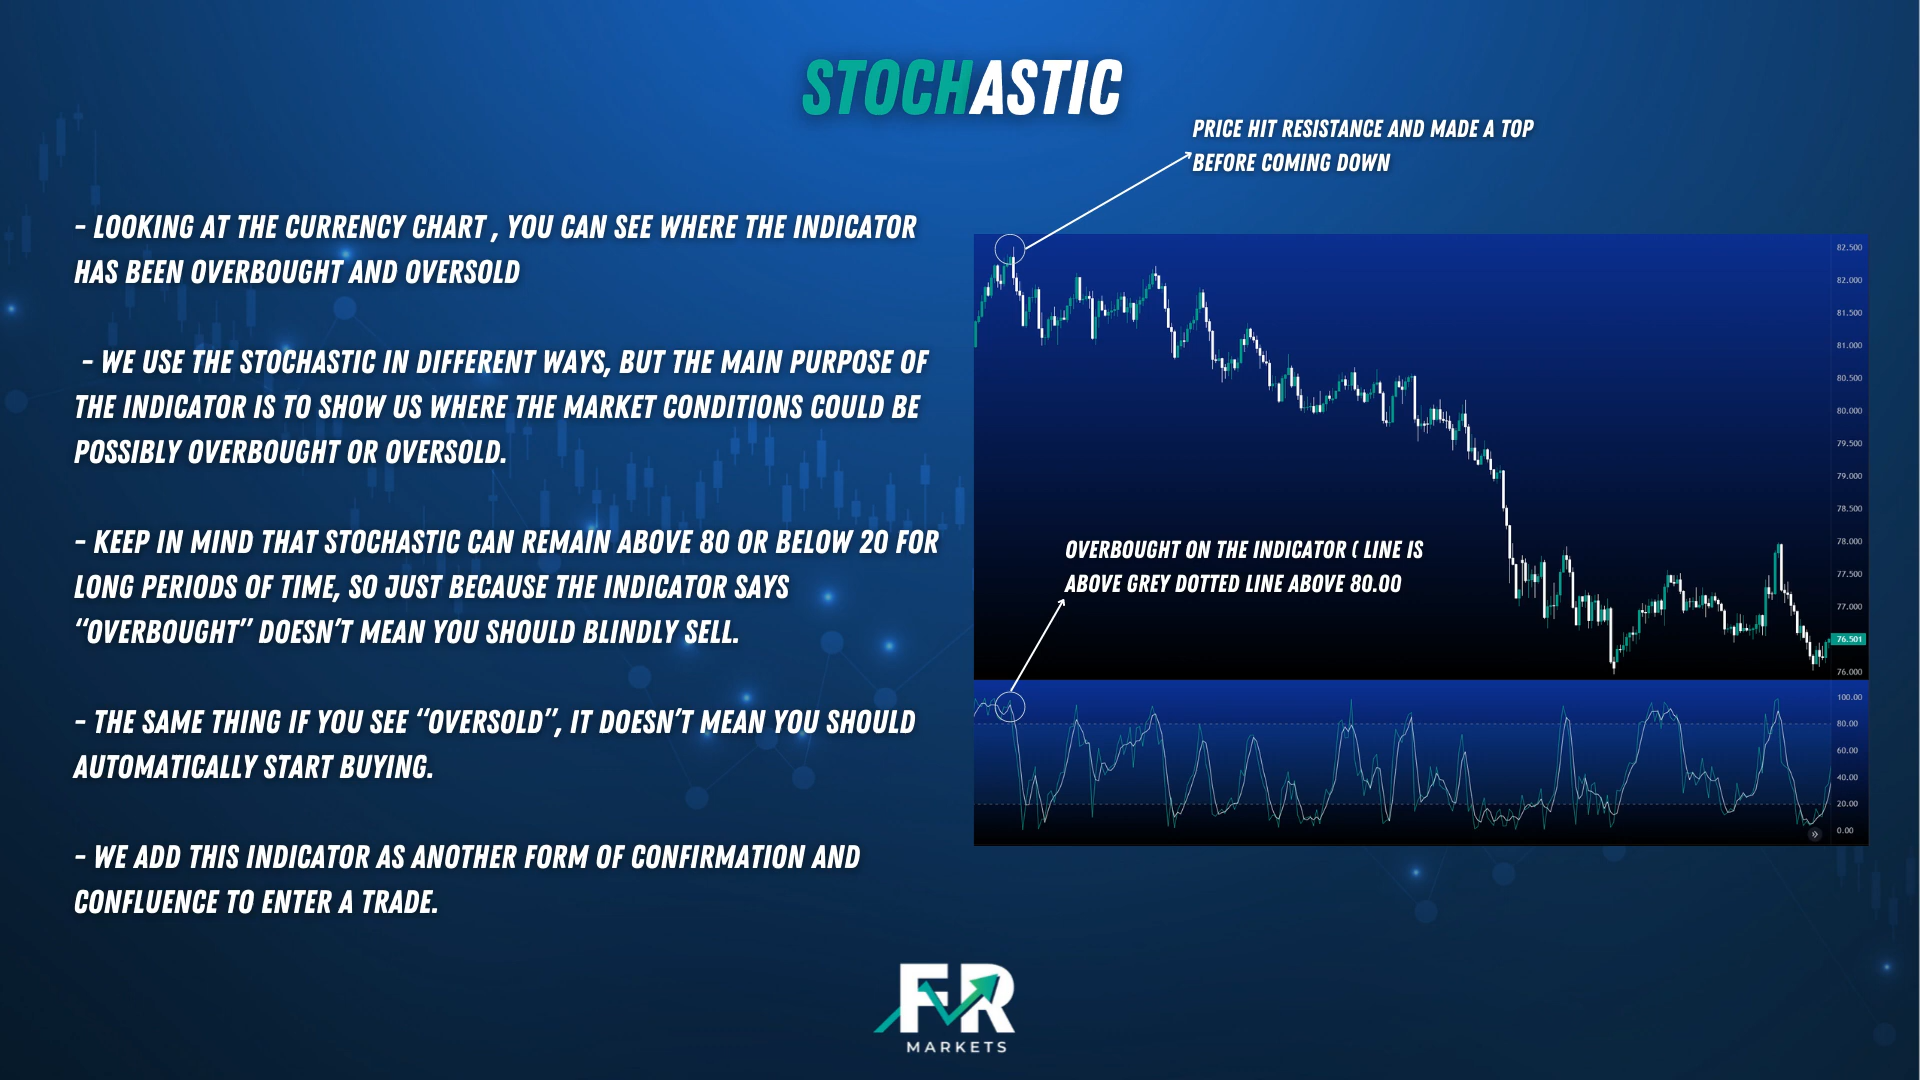 STOCHASTIC
PRICE HIT RESISTANCE AND MADE A TOP
BEFORE COMING DOWN
- LOOKING AT THE CURRENCY CHART , YOU CAN SEE WHERE THE INDICATOR
HAS BEEN OVERBOUGHT AND OVERSOLD
- WE USE THE STOCHASTIC IN DIFFERENT WAYS, BUT THE MAIN PURPOSE OF
THE INDICATOR IS TO SHOW US WHERE THE MARKET CONDITIONS COULD BE
POSSIBLY OVERBOUGHT OR OVERSOLD.
- KEEP IN MIND THAT STOCHASTIC CAN REMAIN ABOVE 80 OR BELOW 20 FOR
LONG PERIODS OF TIME, SO JUST BECAUSE THE INDICATOR SAYS
“OVERBOUGHT” DOESN’T MEAN YOU SHOULD BLINDLY SELL.
- THE SAME THING IF YOU SEE “OVERSOLD”, IT DOESN’T MEAN YOU SHOULD
AUTOMATICALLY START BUYING.
- WE ADD THIS INDICATOR AS ANOTHER FORM OF CONFIRMATION AND
CONFLUENCE TO ENTER A TRADE.
82.500
82.000
81.500
81.000
80.500
80.000
79.500
79.000
78.500
78.000
77.500
77.000
76.501
76.000
OVERBOUGHT ON THE INDICATOR ( LINE IS
ABOVE GREY DOTTED LINE ABOVE 80.00
100.00
80.00
60.00
40.00
20.00
0.00
FR
MARKETS